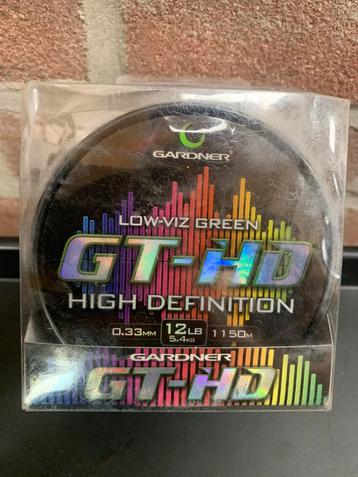 GARDNER
LOW-VIZ GREEN
GT-HD
HIGH DEFINITION
0.33MM 12LB 5.4KG 1150M
GARDNER
GT-HD